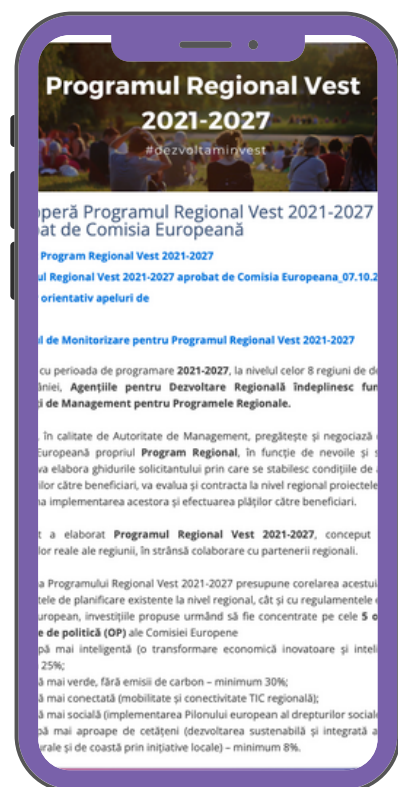 Programul Regional Vest
2021-2027
#dezvoltaminvest
operă Programul Regional Vest 2021-2027
bat de Comisia Europeană
Program Regional Vest 2021-2027
ul Regional Vest 2021-2027 aprobat de Comisia Europeana_07.10.2
orientativ apeluri de
ul de Monitorizare pentru Programul Regional Vest 2021-2027
cu perioada de programare 2021-2027, la nivelul celor 8 regiuni de de
âniei, Agențiile pentru Dezvoltare Regională îndeplinesc fun
ți de Management pentru Programele Regionale.
, în calitate de Autoritate de Management, pregătește și negociază
Europeană propriul Program Regional, în funcție de nevoile și s
va elabora ghidurile solicitantului prin care se stabilesc condițiile de a
ilor către beneficiari, va evalua și contracta la nivel regional proiectele
na implementarea acestora și efectuarea plăților către beneficiari.
t a elaborat Programul Regional Vest 2021-2027, concept
lor reale ale regiunii, în strânsă colaborare cu partenerii regionali.
a Programului Regional Vest 2021-2027 presupune corelarea acestui
tele de planificare existente la nivel regional, cât și cu regulamentele
uropean, investițiile propuse urmând să fie concentrate pe cele 5 o
e de politică (OP) ale Comisiei Europene
pă mai inteligentă (o transformare economică inovatoare și inteli
25%;
ă mai verde, fără emisii de carbon – minimum 30%;
ă mai conectată (mobilitate și conectivitate TIC regională);
ă mai socială (implementarea Pilonului european al drepturilor sociale
pă mai aproape de cetățeni (dezvoltarea sustenabilă și integrată a
urale și de coastă prin inițiative locale) – minimum 8%.